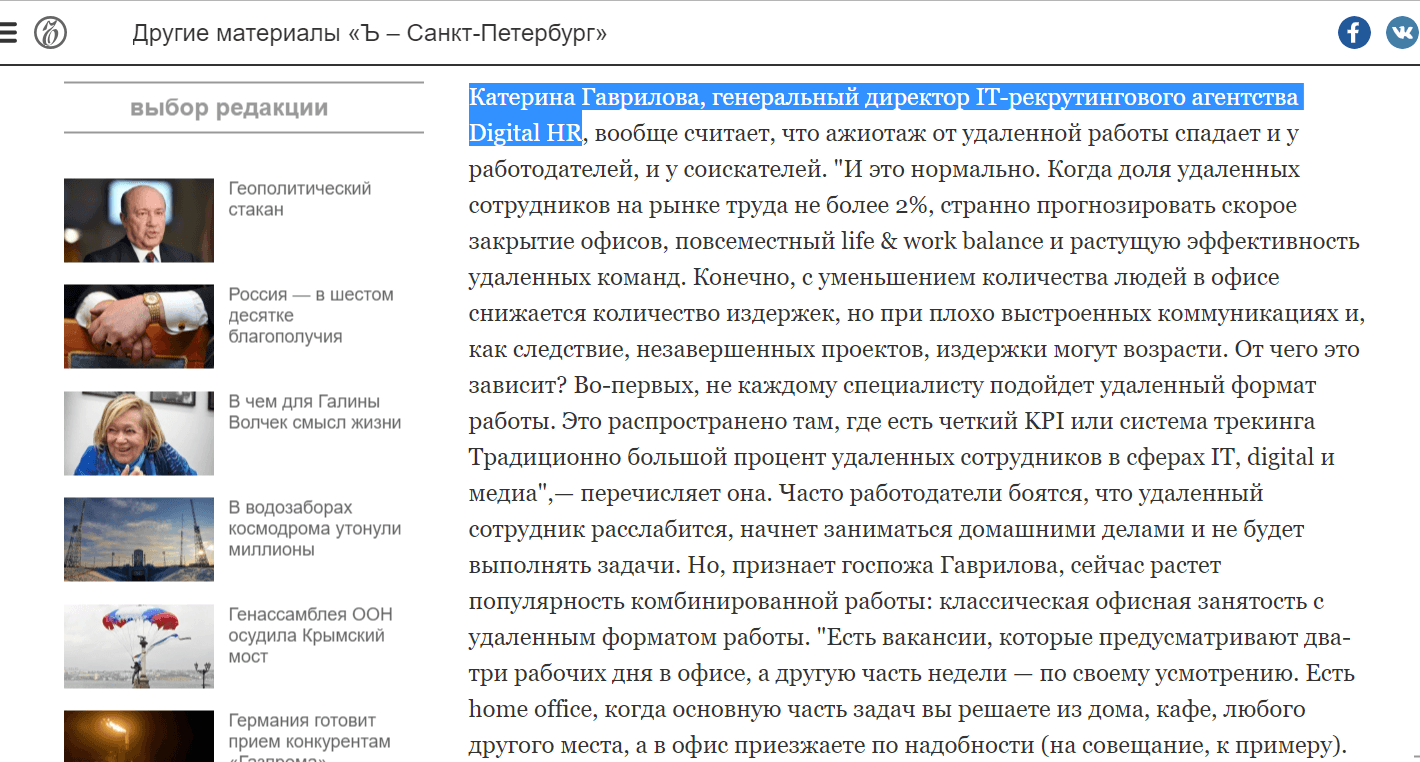 Другие материалы «Ъ – Санкт-Петербург»
выбор редакции
Геополитический
стакан
Россия — в шестом
десятке
благополучия
В чем для Галины
Волчек смысл жизни
В водозаборах
космодрома утонули
миллионы
Генассамблея ООН
осудила Крымский
мост
Германия готовит
прием конкурентам
«Газпрома»
Катерина Гаврилова, генеральный директор IT-рекрутингового агентства
Digital HR, вообще считает, что ажиотаж от удаленной работы спадает и у
работодателей, и у соискателей. "И это нормально. Когда доля удаленных
сотрудников на рынке труда не более 2%, странно прогнозировать скорое
закрытие офисов, повсеместный life & work balance и растущую эффективность
удаленных команд. Конечно, с уменьшением количества людей в офисе
снижается количество издержек, но при плохо выстроенных коммуникациях и,
как следствие, незавершенных проектов, издержки могут возрасти. От чего это
зависит? Во-первых, не каждому специалисту подойдет удаленный формат
работы. Это распространено там, где есть четкий KPI или система трекинга
Традиционно большой процент удаленных сотрудников в сферах IT, digital и
медиа",— перечисляет она. Часто работодатели боятся, что удаленный
сотрудник расслабится, начнет заниматься домашними делами и не будет
выполнять задачи. Но, признает госпожа Гаврилова, сейчас растет
популярность комбинированной работы: классическая офисная занятость с
удаленным форматом работы. "Есть вакансии, которые предусматривают два-
три рабочих дня в офисе, а другую часть недели — по своему усмотрению. Есть
home office, когда основную часть задач вы решаете из дома, кафе, любого
другого места, а в офис приезжаете по надобности (на совещание, к примеру).